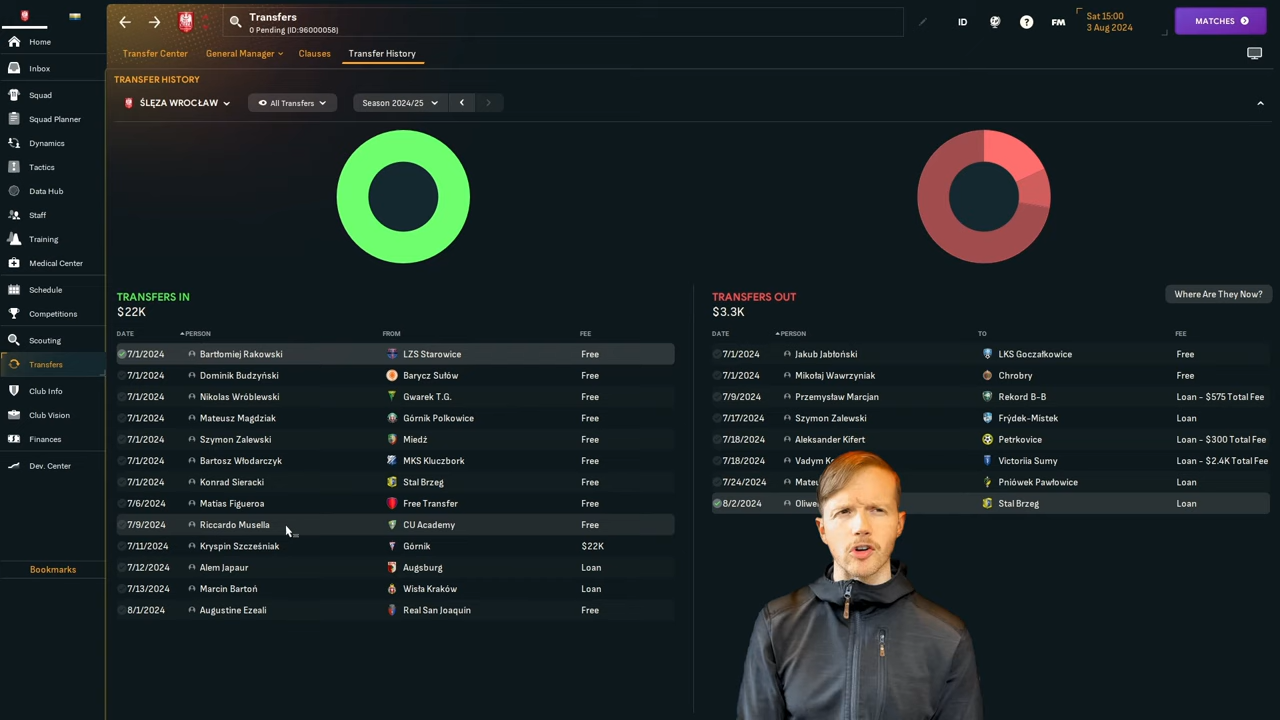 Transfers
0 Pending (ID:96000058)
ID
FM
Sat 15:00
3 Aug 2024
MATCHES
Home
Inbox
Squad
Squad Planner
Dynamics
Tactics
Data Hub
Staff
Training
Medical Center
Schedule
Competitions
Scouting
Transfers
Club Info
Club Vision
Finances
Dev. Center
Bookmarks
Transfer Center General Manager Clauses Transfer History
TRANSFER HISTORY
ŚLĘZA WROCŁAW All Transfers Season 2024/25
TRANSFERS IN
$22K
DATE PERSON FROM FEE
7/1/2024 Bartłomiej Rakowski LZS Starowice Free
7/1/2024 Dominik Budzyński Barycz Sułów Free
7/1/2024 Nikolas Wróblewski Gwarek T.G. Free
7/1/2024 Mateusz Magdziak Górnik Polkowice Free
7/1/2024 Szymon Zalewski Miedź Free
7/1/2024 Bartosz Włodarczyk MKS Kluczbork Free
7/1/2024 Konrad Sieracki Stal Brzeg Free
7/6/2024 Matias Figueroa Free Transfer Free
7/9/2024 Riccardo Musella CU Academy Free
7/11/2024 Kryspin Szcześniak Górnik $22K
7/12/2024 Alem Japaur Augsburg Loan
7/13/2024 Marcin Bartoń Wisła Kraków Loan
8/1/2024 Augustine Ezeali Real San Joaquin Free
TRANSFERS OUT
$3.3K
Where Are They Now?
DATE PERSON TO FEE
7/1/2024 Jakub Jabłoński LKS Goczałkowice Free
7/1/2024 Mikołaj Wawrzyniak Chrobry Free
7/9/2024 Przemysław Marcjan Rekord B-B Loan - $575 Total Fee
7/17/2024 Szymon Zalewski Frýdek-Místek Loan
7/18/2024 Aleksander Kifert Petrkovice Loan - $300 Total Fee
7/18/2024 Vadym Victoriia Sumy Loan - $2.4K Total Fee
7/24/2024 Pniówek Pawłowice Loan
8/2/2024 Stal Brzeg Loan